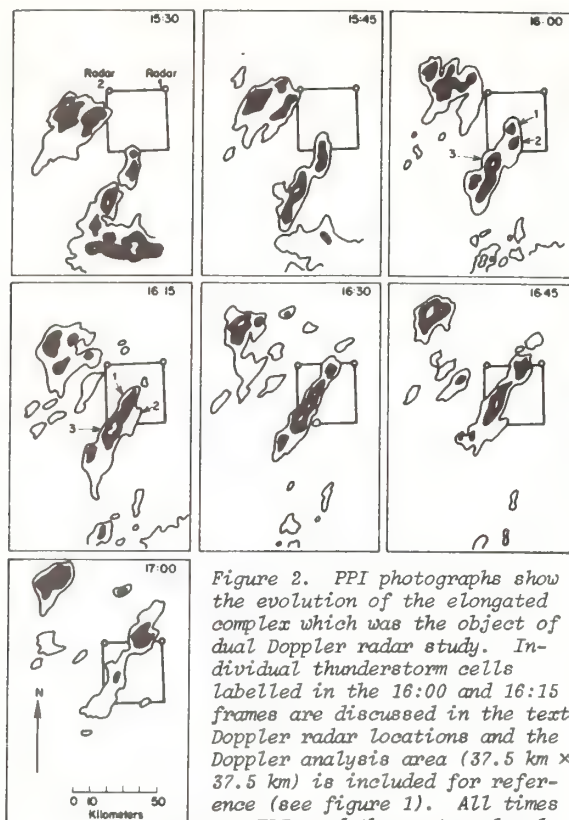 15:30
15:45
16:00
Radar 2
Radar 1
1
2
3
16:15
16:30
16:45
1
2
3
17:00
N
0 10 50
Kilometers
Figure 2. PPI photographs show
the evolution of the elongated
complex which was the object of
dual Doppler radar study. In-
dividual thunderstorm cells
labelled in the 16:00 and 16:15
frames are discussed in the text
Doppler radar locations and the
Doppler analysis area (37.5 km ×
37.5 km) is included for refer-
ence (see figure 1). All times